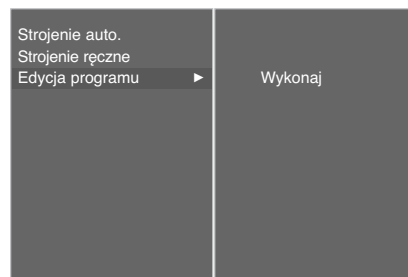 Strojenie auto.
Strojenie ręczne
Edycja programu ► Wykonaj